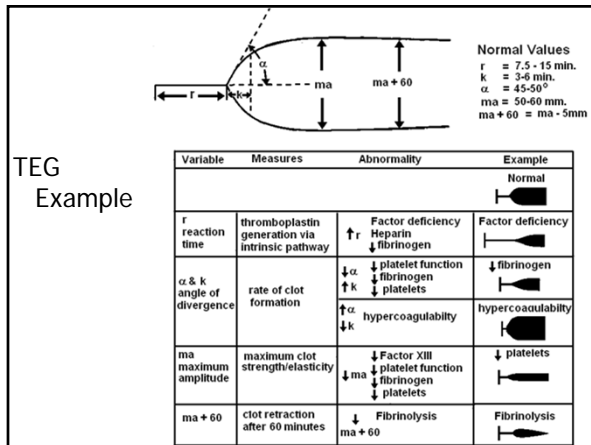 Normal Values
r = 7.5 - 15 min.
k = 3-6 min.
α = 45-50°
ma = 50-60 mm.
ma + 60 = ma - 5mm
α
r
k
ma
ma + 60
TEG
Example
Variable Measures Abnormality Example
Normal
r
reaction
time
thromboplastin
generation via
intrinsic pathway
↑r
Factor deficiency
Heparin
↓fibrinogen
Factor deficiency
α & k
angle of
divergence
rate of clot
formation
↓α
↑k
↓platelet function
↓fibrinogen
↓ platelets
↓fibrinogen
↑α
↓k
hypercoagulabilty
hypercoagulabilty
ma
maximum
amplitude
maximum clot
strength/elasticity
↓ma
↓ Factor XIII
↓ platelet function
↓fibrinogen
↓ platelets
↓ platelets
ma + 60
clot retraction
after 60 minutes
↓
ma + 60
Fibrinolysis
Fibrinolysis